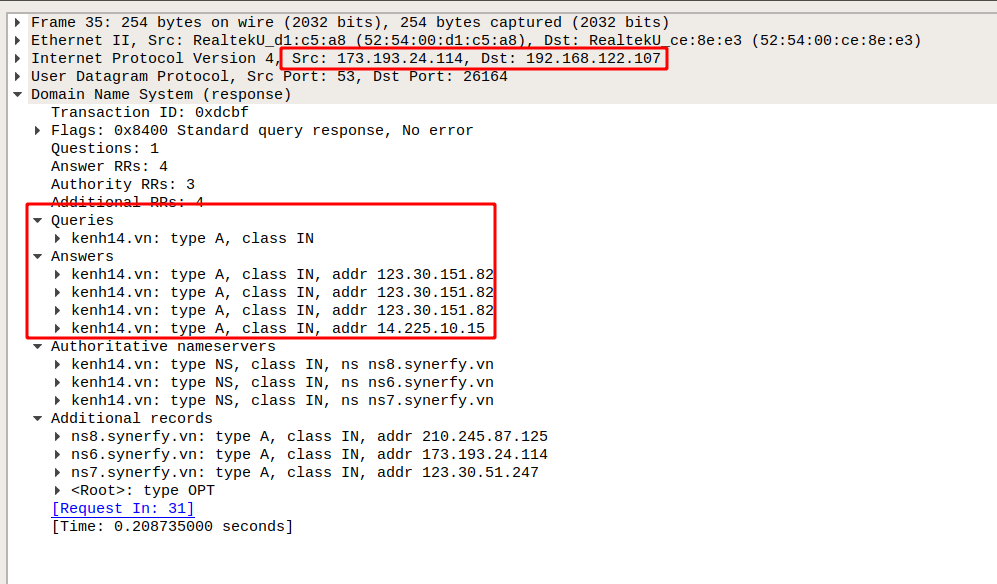 Frame 35: 254 bytes on wire (2032 bits), 254 bytes captured (2032 bits)
Ethernet II, Src: RealtekU_d1:c5:a8 (52:54:00:d1:c5:a8), Dst: RealtekU_ce:8e:e3 (52:54:00:ce:8e:e3)
Internet Protocol Version 4, Src: 173.193.24.114, Dst: 192.168.122.107
User Datagram Protocol, Src Port: 53, Dst Port: 26164
Domain Name System (response)
Transaction ID: 0xdcbf
Flags: 0x8400 Standard query response, No error
Questions: 1
Answer RRs: 4
Authority RRs: 3
Additional RRs: 4
Queries
kenh14.vn: type A, class IN
Answers
kenh14.vn: type A, class IN, addr 123.30.151.82
kenh14.vn: type A, class IN, addr 123.30.151.82
kenh14.vn: type A, class IN, addr 123.30.151.82
kenh14.vn: type A, class IN, addr 14.225.10.15
Authoritative nameservers
kenh14.vn: type NS, class IN, ns ns8.synerfy.vn
kenh14.vn: type NS, class IN, ns ns6.synerfy.vn
kenh14.vn: type NS, class IN, ns ns7.synerfy.vn
Additional records
ns8.synerfy.vn: type A, class IN, addr 210.245.87.125
ns6.synerfy.vn: type A, class IN, addr 173.193.24.114
ns7.synerfy.vn: type A, class IN, addr 123.30.51.247
<Root>: type OPT
[Request In: 31]
[Time: 0.208735000 seconds]